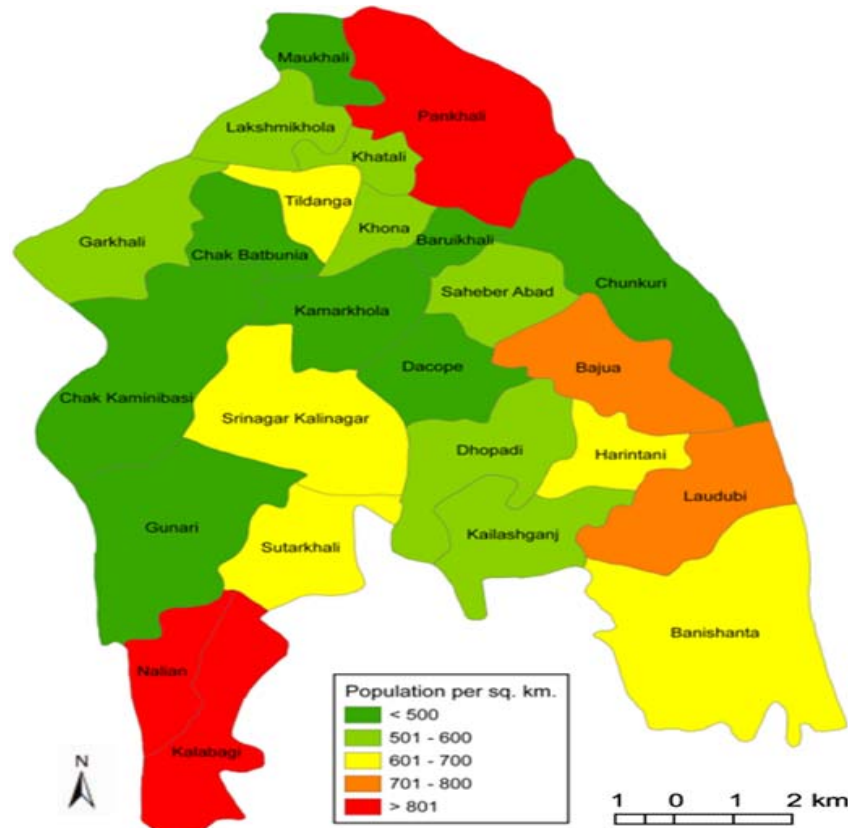 Maukhali
Pankhali
Lakshmikhola
Khatali
Tildanga
Khona
Garkhali
Baruikhali
Chak Batbunia
Chunkuri
Saheber Abad
Kamarkhola
Dacope
Bajua
Chak Kaminibasi
Srinagar Kalinagar
Dhopadi
Harintani
Laudubi
Gunari
Kailashganj
Sutarkhali
Banishanta
Nalian
Kalabagi
Population per sq. km.
< 500
501 - 600
601 - 700
701 - 800
> 801
N
1 0 1 2 km